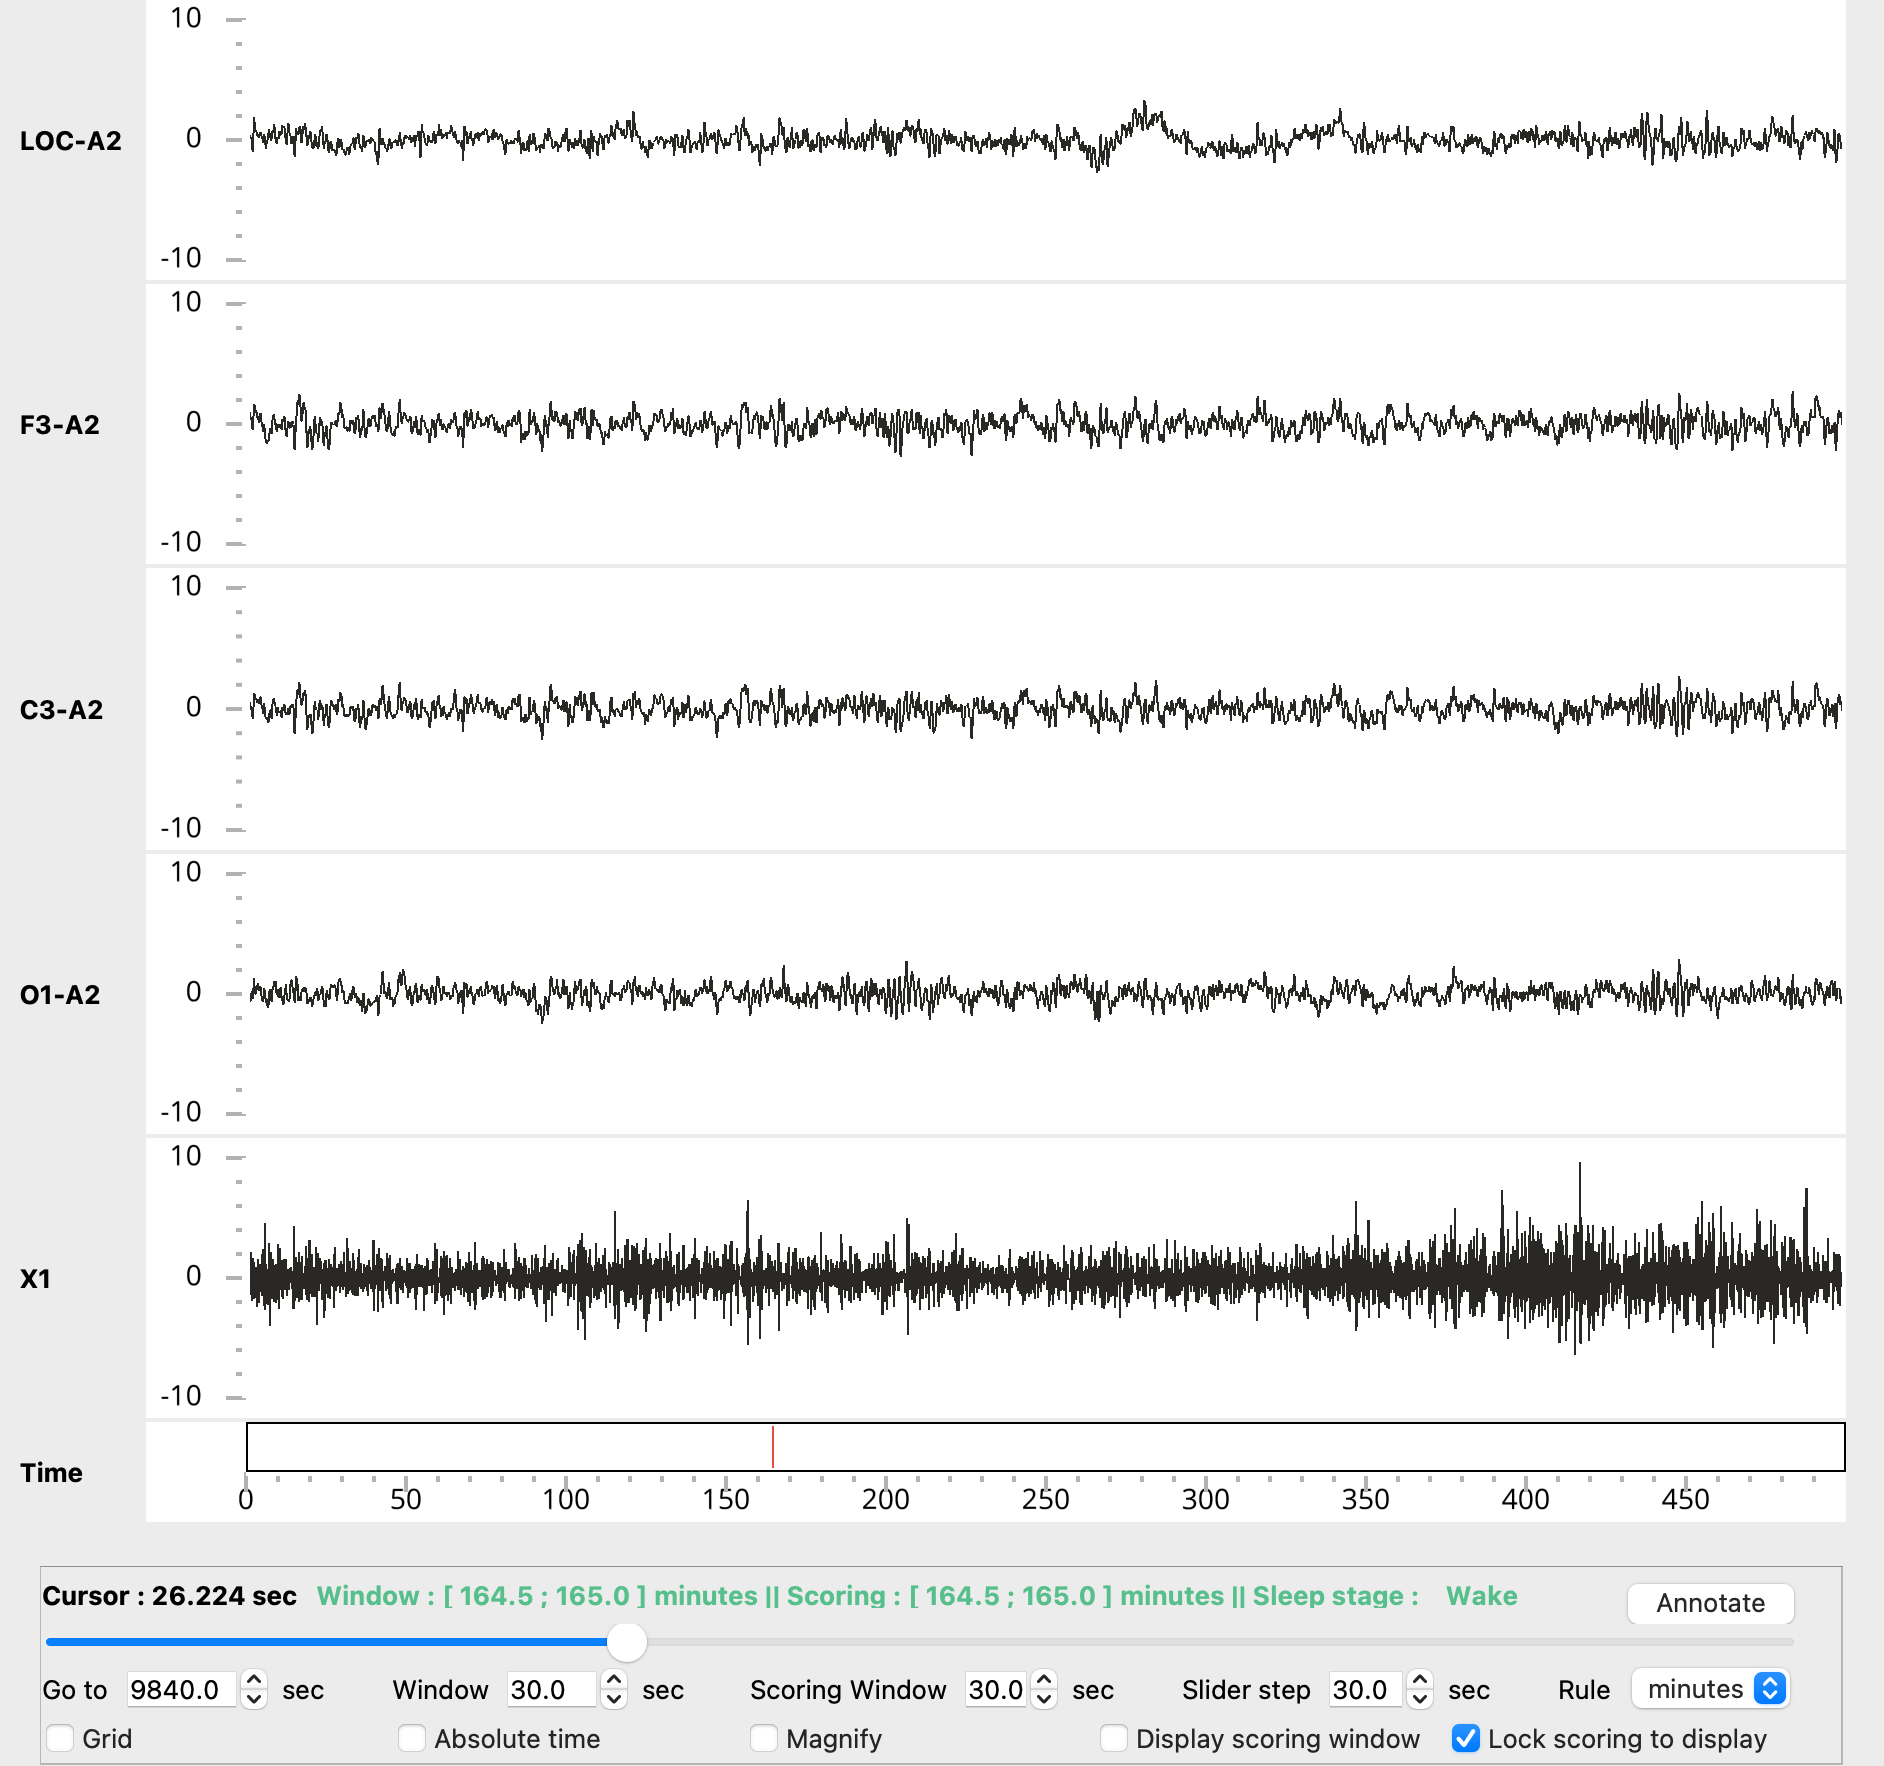 10
LOC-A2 0
-10
10
F3-A2 0
-10
10
C3-A2 0
-10
10
O1-A2 0
-10
10
X1 0
-10
Time
0 50 100 150 200 250 300 350 400 450
Cursor : 26.224 sec Window : [ 164.5 ; 165.0 ] minutes || Scoring : [ 164.5 ; 165.0 ] minutes || Sleep stage : Wake Annotate
Go to 9840.0 sec Window 30.0 sec Scoring Window 30.0 sec Slider step 30.0 sec Rule minutes
Grid Absolute time Magnify Display scoring window Lock scoring to display